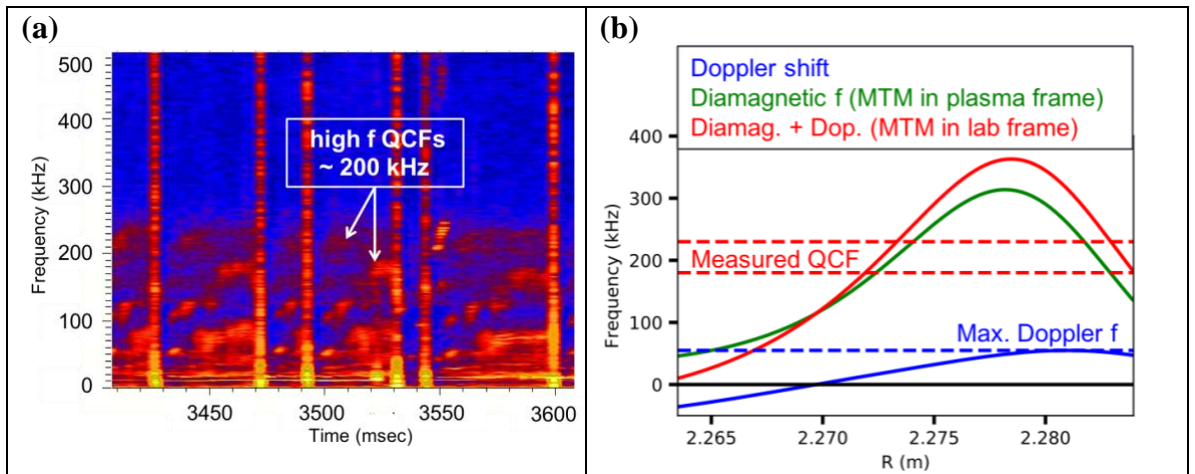 (a)
500
400
300
200
100
0
Frequency (kHz)
high f QCFs
~ 200 kHz
3450
3500
3550
3600
Time (msec)
(b)
Doppler shift
Diamagnetic f (MTM in plasma frame)
Diamag. + Dop. (MTM in lab frame)
400
300
200
100
0
Frequency (kHz)
Measured QCF
Max. Doppler f
2.265
2.270
2.275
2.280
R (m)